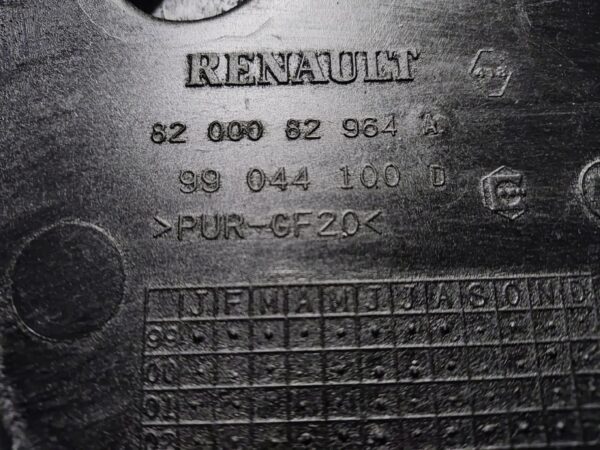 RENAULT
82 000 82 964 A
99 044 100 D
>PUR-GF20<
J F M A M J J A S O N D
99
00
01